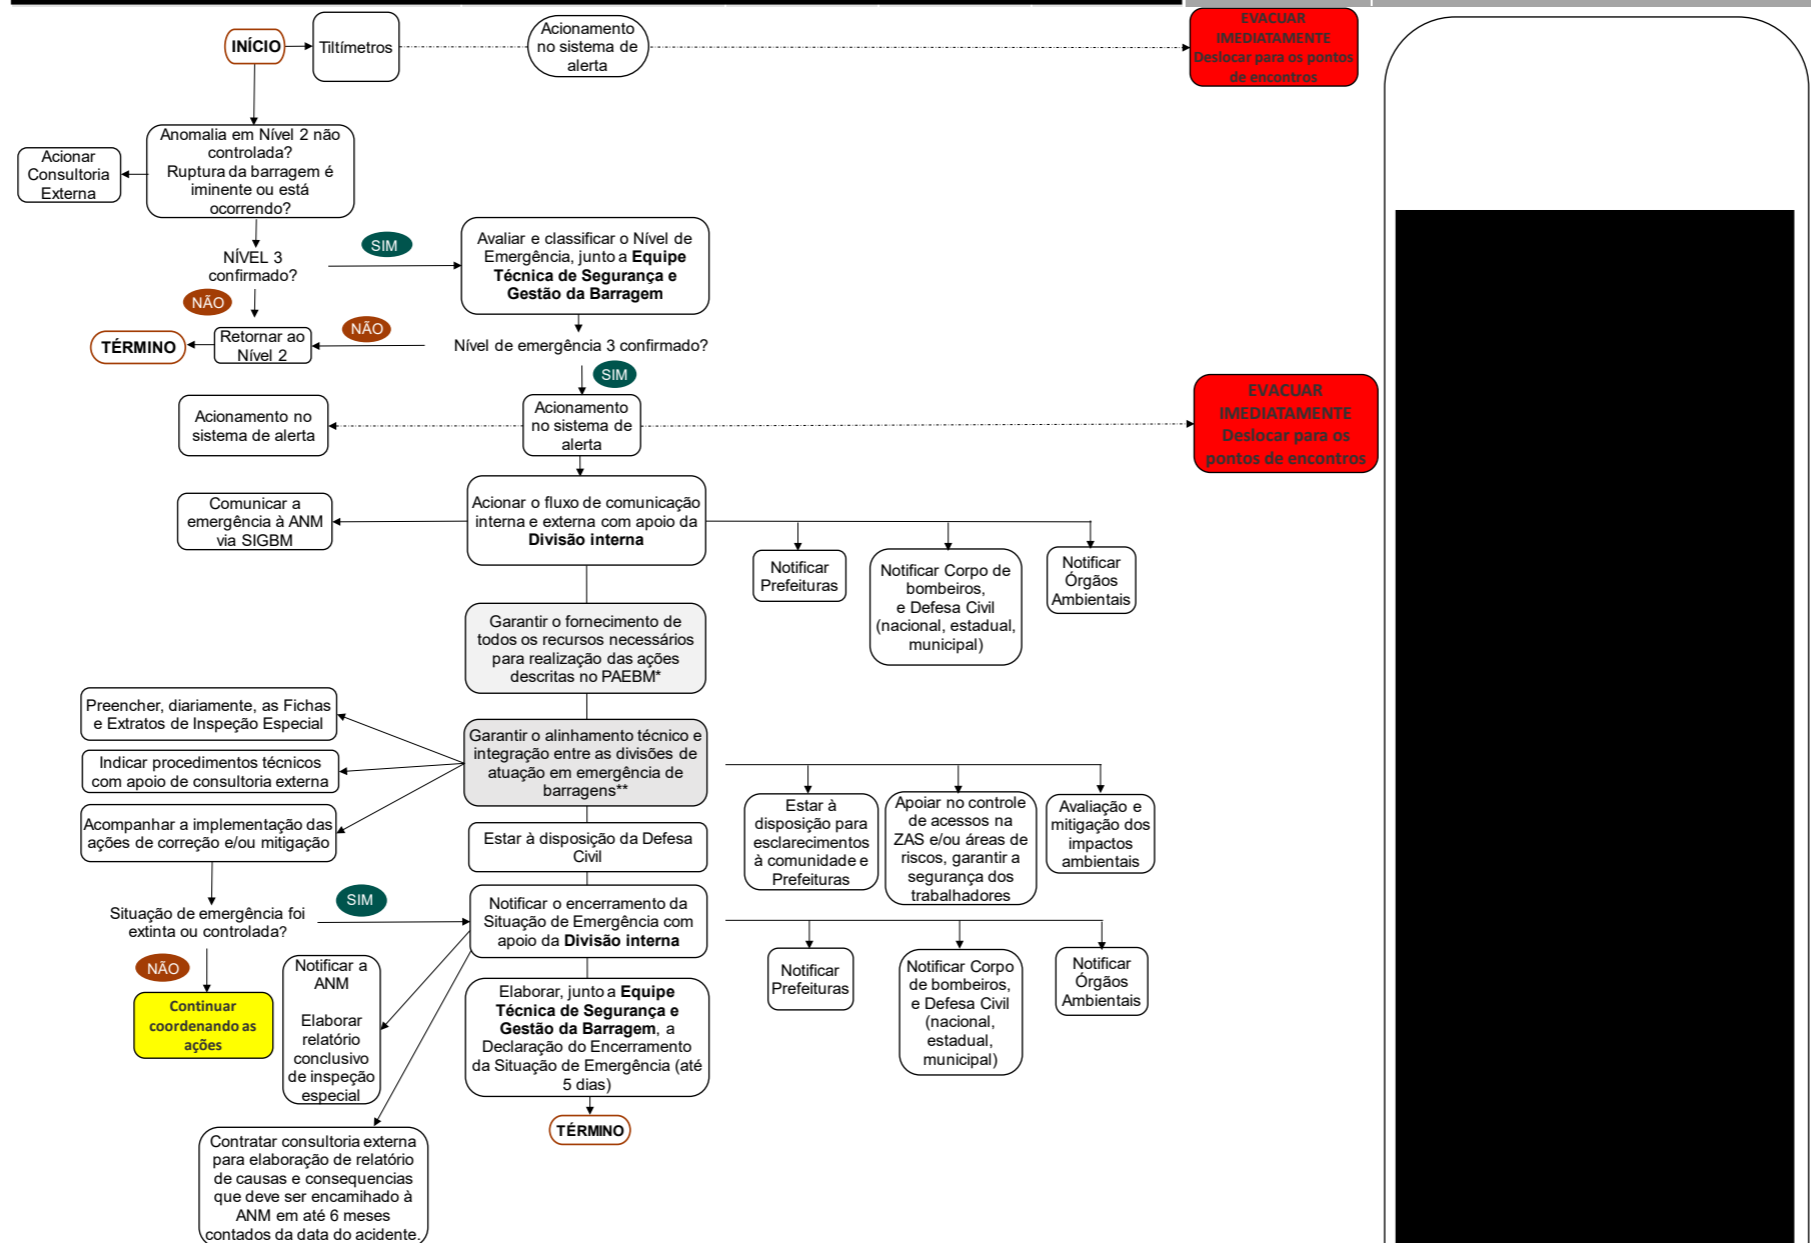 INÍCIO
Tiltímetros
Acionamento
no sistema de
alerta
EVACUAR
IMEDIATAMENTE
Deslocar para os pontos
de encontros
Anomalia em Nível 2 não
controlada?
Ruptura da barragem é
iminente ou está
ocorrendo?
Acionar
Consultoria
Externa
NÍVEL 3
confirmado?
SIM
Avaliar e classificar o Nível de
Emergência, junto a Equipe
Técnica de Segurança e
Gestão da Barragem
NÃO
TÉRMINO
Retornar ao
Nível 2
NÃO
Nível de emergência 3 confirmado?
SIM
Acionamento no
sistema de alerta
Acionamento
no sistema de
alerta
EVACUAR
IMEDIATAMENTE
Deslocar para os
pontos de encontros
Comunicar a
emergência à ANM
via SIGBM
Acionar o fluxo de comunicação
interna e externa com apoio da
Divisão interna
Notificar
Prefeituras
Notificar Corpo de
bombeiros,
e Defesa Civil
(nacional, estadual,
municipal)
Notificar
Órgãos
Ambientais
Garantir o fornecimento de
todos os recursos necessários
para realização das ações
descritas no PAEBM*
Preencher, diariamente, as Fichas
e Extratos de Inspeção Especial
Indicar procedimentos técnicos
com apoio de consultoria externa
Acompanhar a implementação das
ações de correção e/ou mitigação
Garantir o alinhamento técnico e
integração entre as divisões de
atuação em emergência de
barragens**
Estar à
disposição para
esclarecimentos
à comunidade e
Prefeituras
Apoiar no controle
de acessos na
ZAS e/ou áreas de
riscos, garantir a
segurança dos
trabalhadores
Avaliação e
mitigação dos
impactos
ambientais
Estar à disposição da Defesa
Civil
Situação de emergência foi
extinta ou controlada?
SIM
Notificar o encerramento da
Situação de Emergência com
apoio da Divisão interna
NÃO
Continuar
coordenando as
ações
Notificar a
ANM
Elaborar
relatório
conclusivo
de inspeção
especial
Elaborar, junto a Equipe
Técnica de Segurança e
Gestão da Barragem, a
Declaração do Encerramento
da Situação de Emergência (até
5 dias)
Notificar
Prefeituras
Notificar Corpo
de bombeiros,
e Defesa Civil
(nacional,
estadual,
municipal)
Notificar
Órgãos
Ambientais
TÉRMINO
Contratar consultoria externa
para elaboração de relatório
de causas e consequencias
que deve ser encamihado à
ANM em até 6 meses
contados da data do acidente.